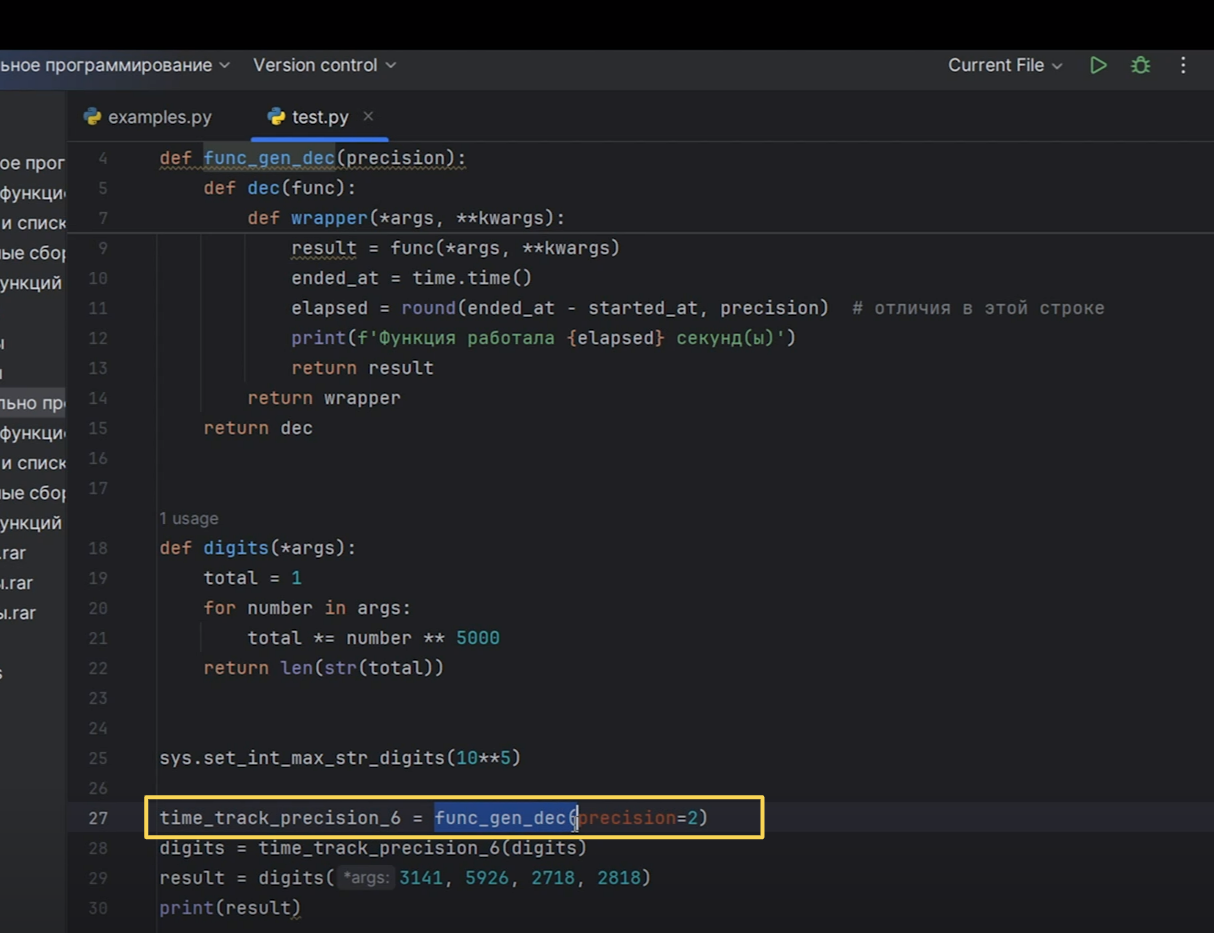 ьное программирование Version control Current File
examples.py test.py
4 def func_gen_dec(precision):
ое прог 5 def dec(func):
функци
7 def wrapper(*args, **kwargs):
и списк
ые сбор 9 result = func(*args, **kwargs)
ункций 10 ended_at = time.time()
11 elapsed = round(ended_at - started_at, precision) # отличия в этой строке
12 print(f'Функция работала {elapsed} секунд(ы)')
13 return result
льно пр 14 return wrapper
функци 15 return dec
и списк 16
ые сбор 17
ункций 1 usage
.rar 18 def digits(*args):
ы.rar 19 total = 1
ы.rar 20 for number in args:
21 total *= number ** 5000
s 22 return len(str(total))
23
24
25 sys.set_int_max_str_digits(10**5)
26
27 time_track_precision_6 = func_gen_dec(precision=2)
28 digits = time_track_precision_6(digits)
29 result = digits( *args: 3141, 5926, 2718, 2818)
30 print(result)